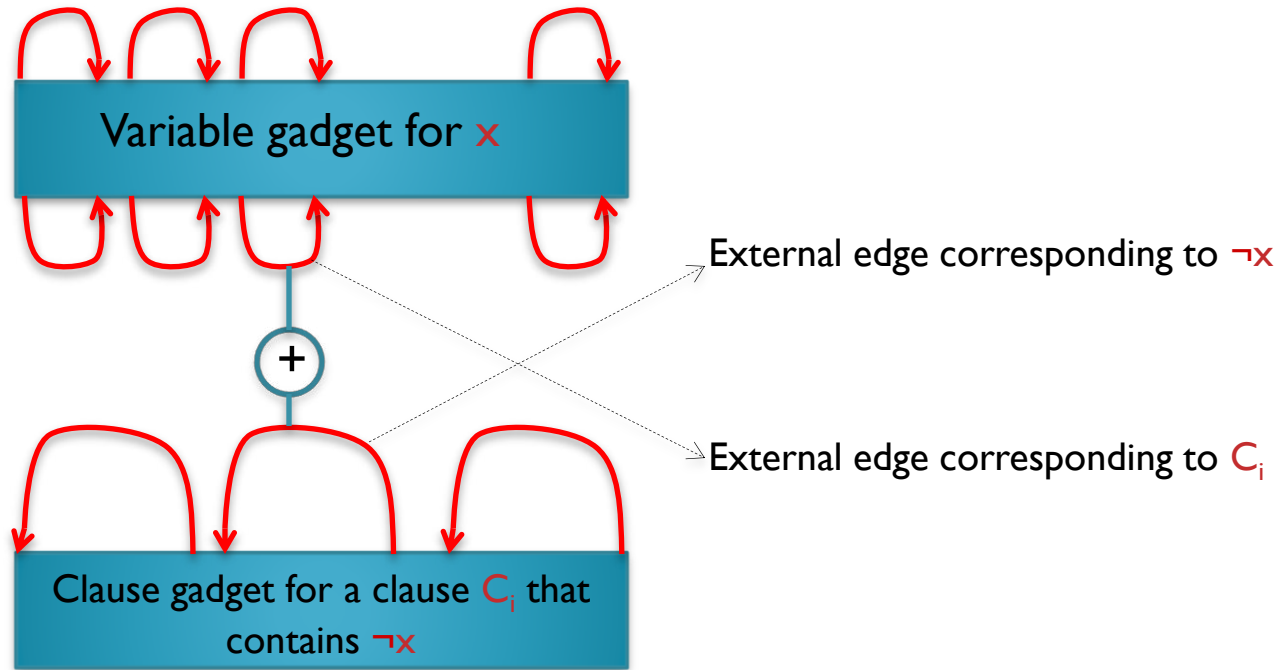 Variable gadget for x
External edge corresponding to ¬x
+
External edge corresponding to Cᵢ
Clause gadget for a clause Cᵢ that
contains ¬x